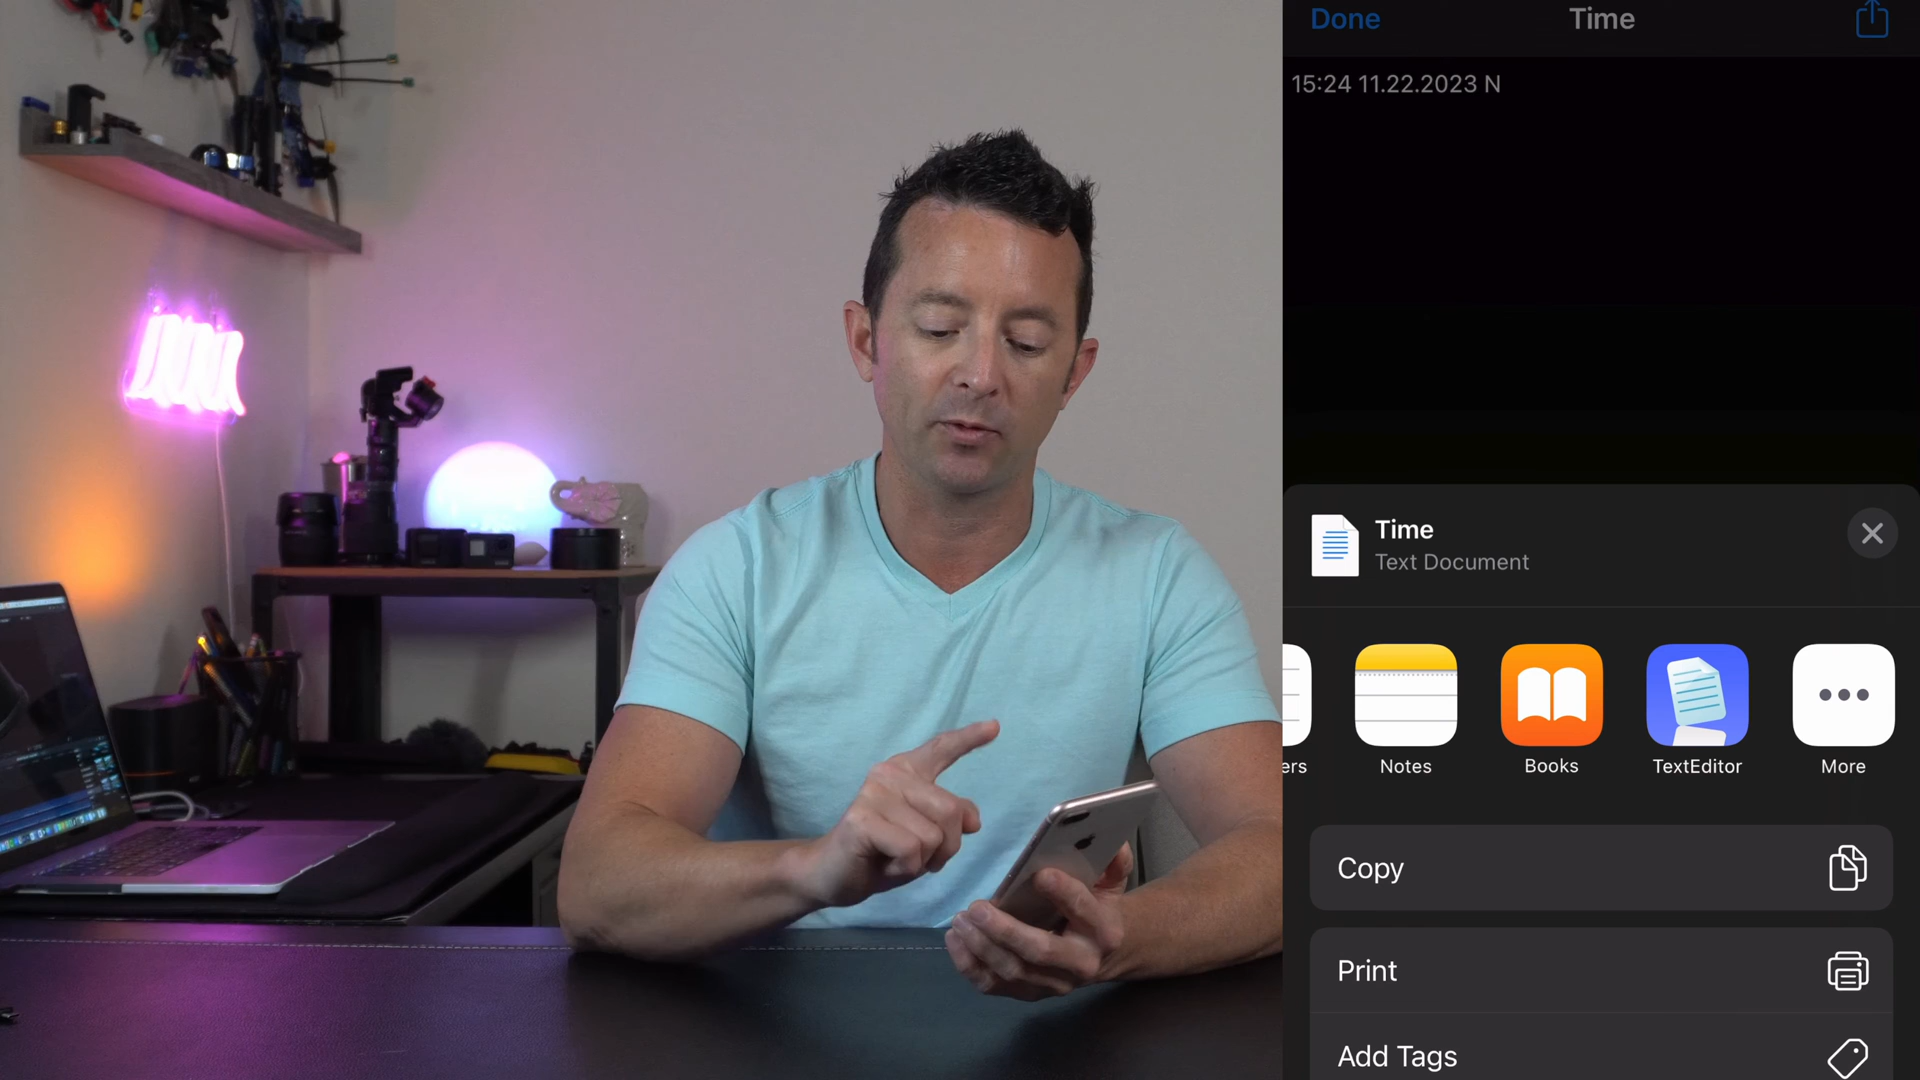 Done
Time
15:24 11.22.2023 N
Time
Text Document
ers
Notes
Books
TextEditor
More
Copy
Print
Add Tags